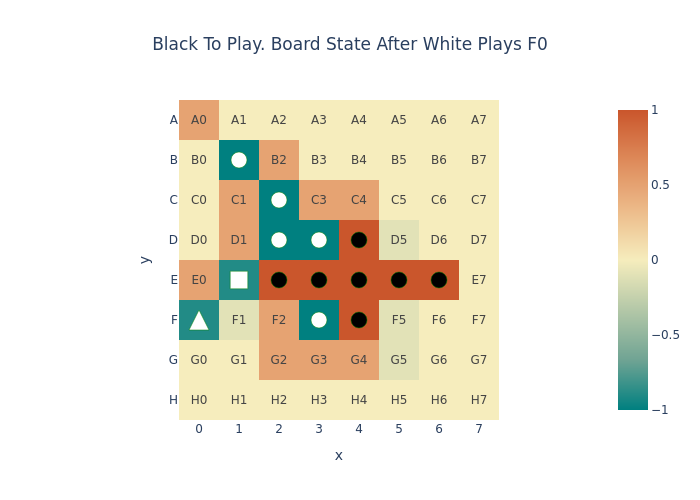 Black To Play. Board State After White Plays F0
A A0 A1 A2 A3 A4 A5 A6 A7
B B0 B2 B3 B4 B5 B6 B7
C C0 C1 C3 C4 C5 C6 C7
D D0 D1 D5 D6 D7
E E0 E7
F F1 F2 F5 F6 F7
G G0 G1 G2 G3 G4 G5 G6 G7
H H0 H1 H2 H3 H4 H5 H6 H7
0 1 2 3 4 5 6 7
x
y
1
0.5
0
−0.5
−1